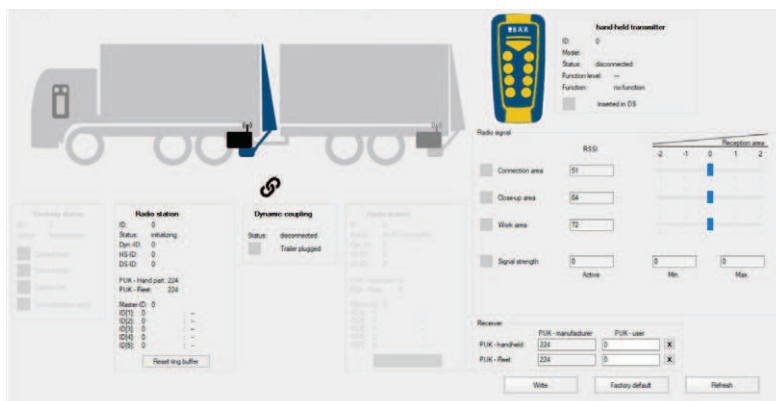 BAR
hand-held transmitter
ID: 0
Model:
Status: disconnected
Function level: —
Function: no function
Inserted in DS
Radio signal
RSSI
Reception area
-2 -1 0 1 2
Connection area 51
Close-up area 64
Work area 72
Signal strength 0 0 0
Active Min. Max.
Radio station
ID: 0
Status: initializing
Dyn.-ID: 0
HS-ID: 0
DS-ID: 0
PUK - Hand part: 224
PUK - Fleet: 224
Master-ID: 0
ID[1]: 0 : -
ID[2]: 0 : -
ID[3]: 0 : -
ID[4]: 0 : -
ID[5]: 0 : -
Reset ring buffer
Dynamic coupling
Status: disconnected
Trailer plugged
Receiver
PUK - manufacturer PUK - user
PUK - handheld: 224 0 X
PUK - Fleet: 224 0 X
Write Factory default Refresh